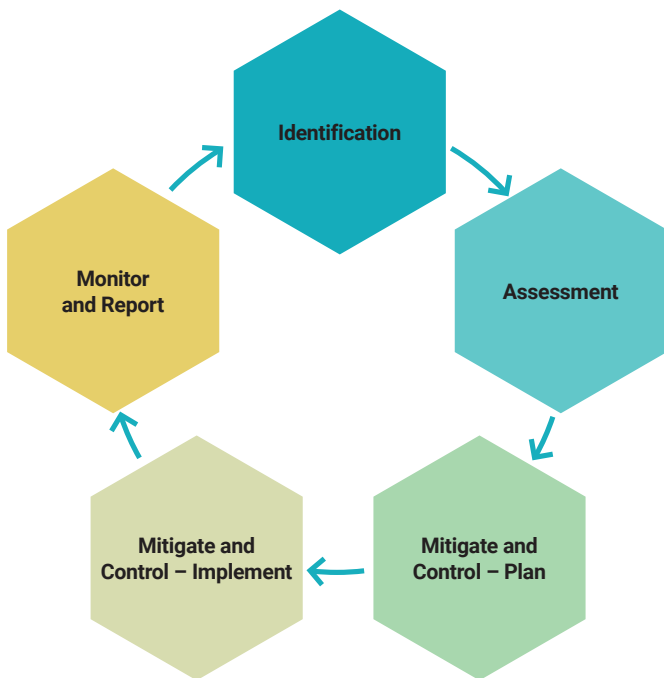 Identification
Assessment
Mitigate and
Control – Plan
Mitigate and
Control – Implement
Monitor
and Report